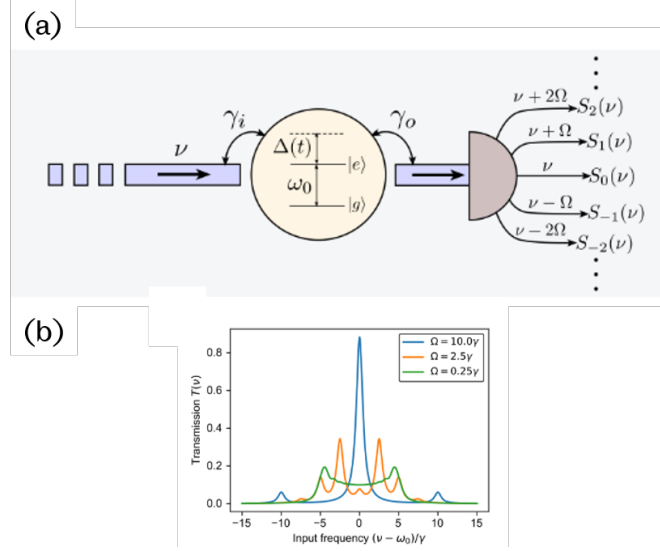 (a)
ν + 2Ω S₂(ν)
γᵢ γₒ ν + Ω S₁(ν)
ν Δ(t) |e⟩ ν S₀(ν)
ω₀ |g⟩ ν − Ω S₋₁(ν)
ν − 2Ω S₋₂(ν)
(b)
Transmission T(ν)
0.8
0.6
0.4
0.2
0.0
Ω = 10.0γ
Ω = 2.5γ
Ω = 0.25γ
−15 −10 −5 0 5 10 15
Input frequency (ν − ω₀)/γ